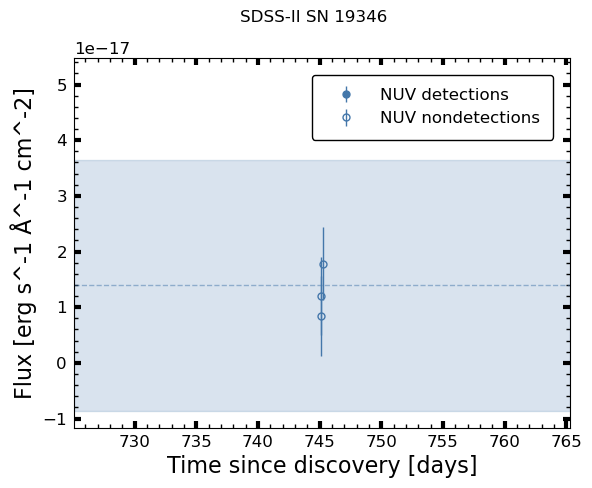 SDSS-II SN 19346
1e−17
NUV detections
NUV nondetections
5
4
3
2
1
0
−1
Flux [erg s^-1 Å^-1 cm^-2]
730 735 740 745 750 755 760 765
Time since discovery [days]